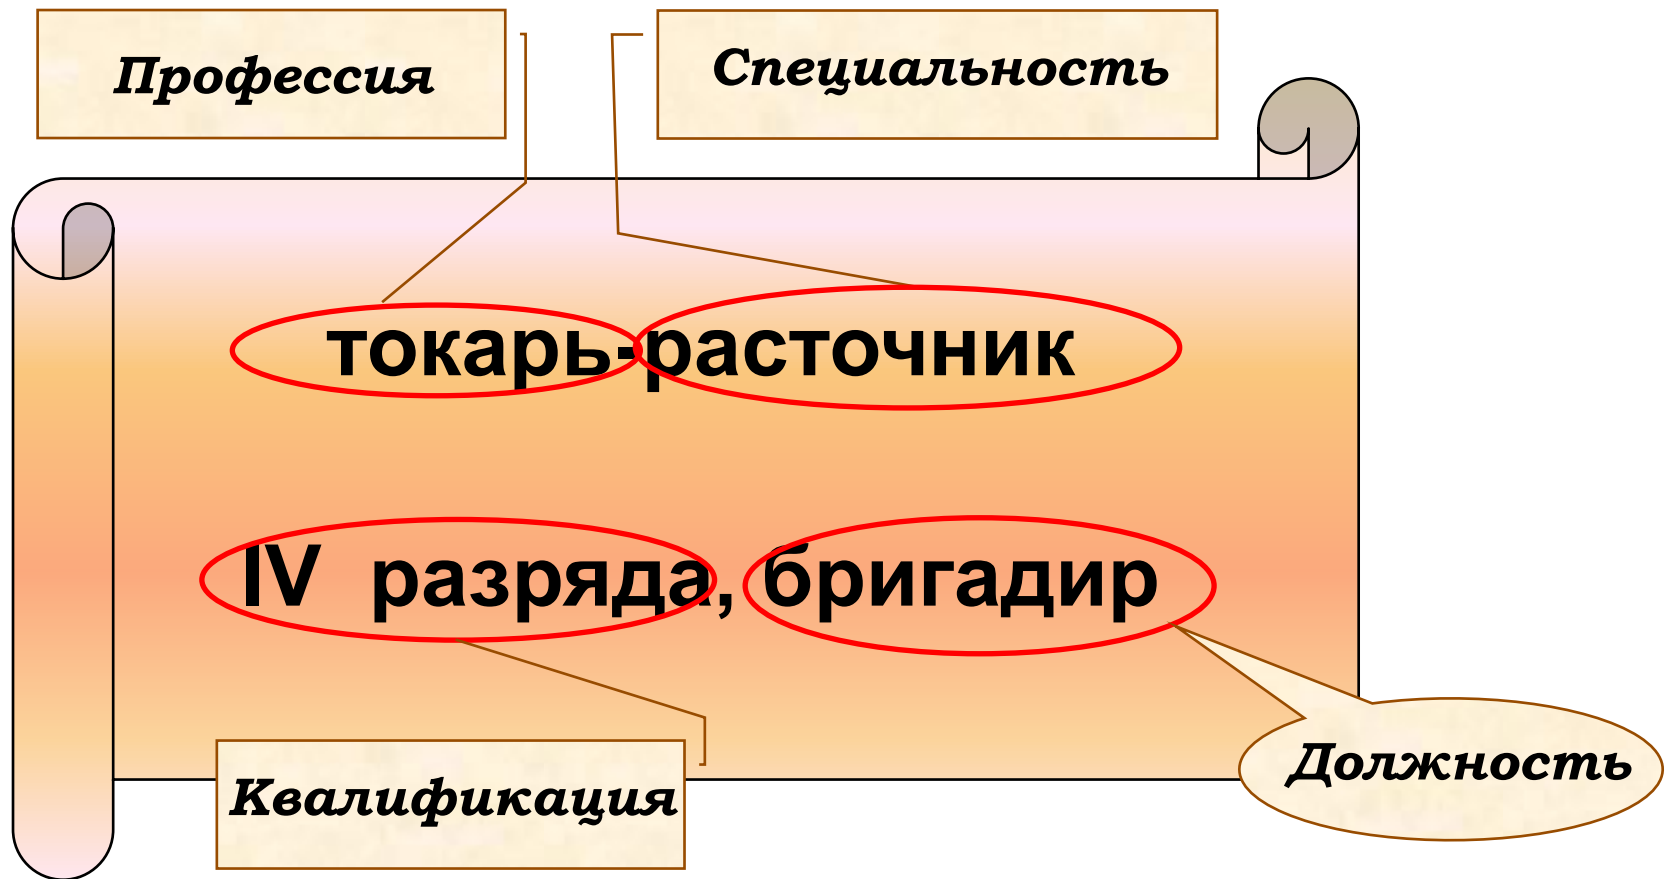 Профессия
Специальность
токарь-расточник
IV разряда, бригадир
Квалификация
Должность